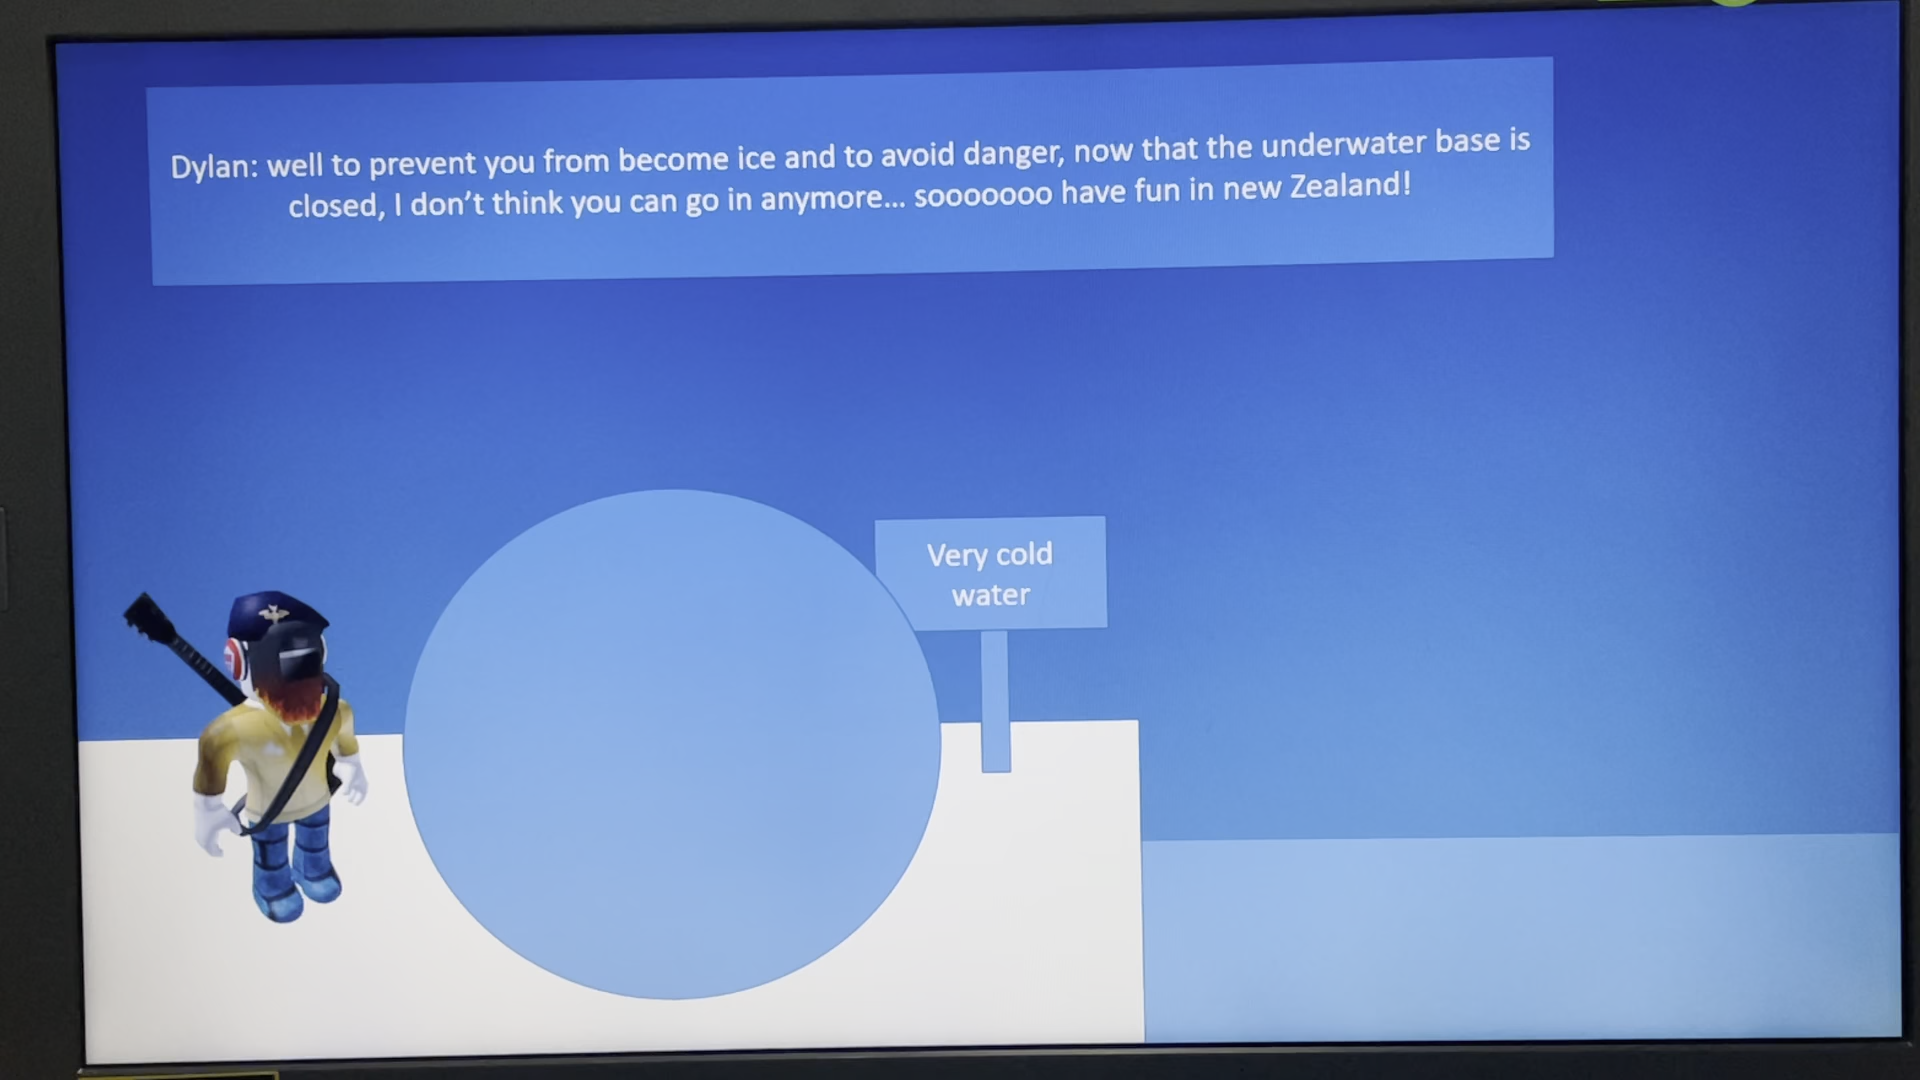 Dylan: well to prevent you from become ice and to avoid danger, now that the underwater base is
closed, I don’t think you can go in anymore... sooooooo have fun in new Zealand!
Very cold
water